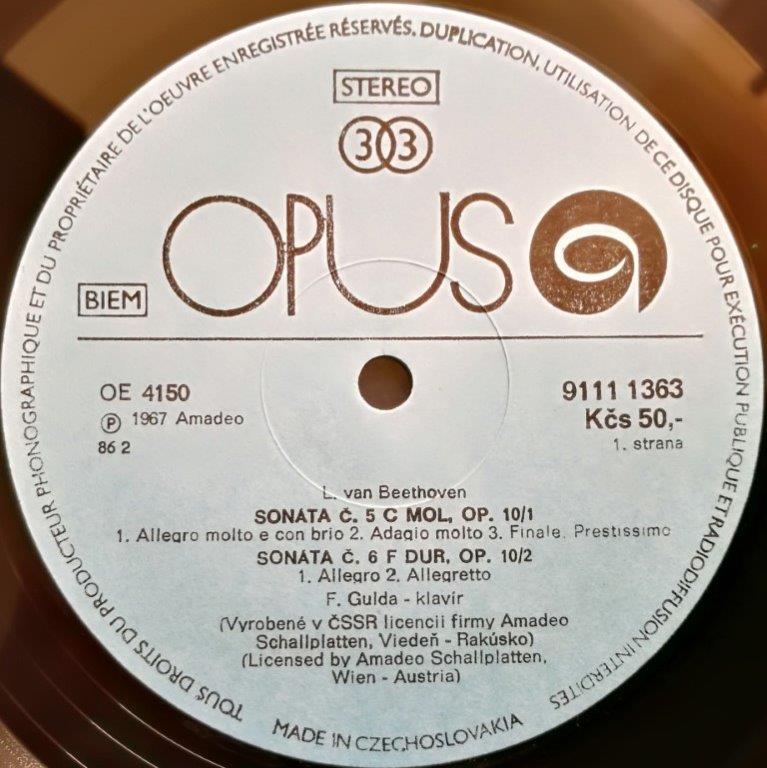 TOUS DROITS DU PRODUCTEUR PHONOGRAPHIQUE ET DU PROPRIÉTAIRE DE L'OEUVRE ENREGISTRÉE RÉSERVÉS. DUPLICATION, UTILISATION DE CE DISQUE POUR EXÉCUTION PUBLIQUE ET RADIODIFFUSION INTERDITES
STEREO
33
OPUS
BIEM
OE 4150
9111 1363
Ⓟ 1967 Amadeo
Kčs 50,-
86 2
1. strana
L. van Beethoven
SONATA Č. 5 C MOL, OP. 10/1
1. Allegro molto e con brio 2. Adagio molto 3. Finale. Prestissimo
SONATA Č. 6 F DUR, OP. 10/2
1. Allegro 2. Allegretto
F. Gulda - klavír
(Vyrobené v ČSSR licencii firmy Amadeo
Schallplatten, Viedeň - Rakúsko)
(Licensed by Amadeo Schallplatten,
Wien - Austria)
MADE IN CZECHOSLOVAKIA